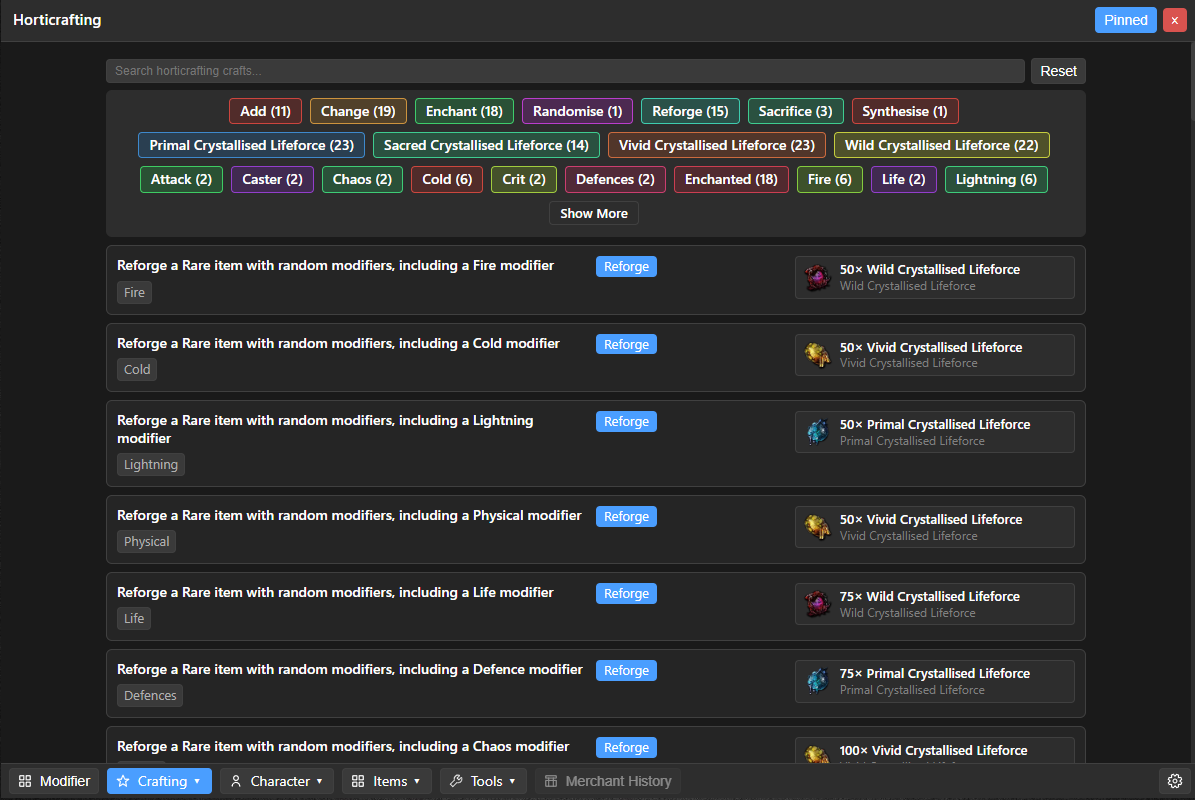 Horticrafting
Pinned
x
Search horticrafting crafts...
Reset
Add (11) Change (19) Enchant (18) Randomise (1) Reforge (15) Sacrifice (3) Synthesise (1)
Primal Crystallised Lifeforce (23) Sacred Crystallised Lifeforce (14) Vivid Crystallised Lifeforce (23) Wild Crystallised Lifeforce (22)
Attack (2) Caster (2) Chaos (2) Cold (6) Crit (2) Defences (2) Enchanted (18) Fire (6) Life (2) Lightning (6)
Show More
Reforge a Rare item with random modifiers, including a Fire modifier
Fire
Reforge
50× Wild Crystallised Lifeforce
Wild Crystallised Lifeforce
Reforge a Rare item with random modifiers, including a Cold modifier
Cold
Reforge
50× Vivid Crystallised Lifeforce
Vivid Crystallised Lifeforce
Reforge a Rare item with random modifiers, including a Lightning
modifier
Lightning
Reforge
50× Primal Crystallised Lifeforce
Primal Crystallised Lifeforce
Reforge a Rare item with random modifiers, including a Physical modifier
Physical
Reforge
50× Vivid Crystallised Lifeforce
Vivid Crystallised Lifeforce
Reforge a Rare item with random modifiers, including a Life modifier
Life
Reforge
75× Wild Crystallised Lifeforce
Wild Crystallised Lifeforce
Reforge a Rare item with random modifiers, including a Defence modifier
Defences
Reforge
75× Primal Crystallised Lifeforce
Primal Crystallised Lifeforce
Reforge a Rare item with random modifiers, including a Chaos modifier
Reforge
100× Vivid Crystallised Lifeforce
Modifier Crafting Character Items Tools Merchant History